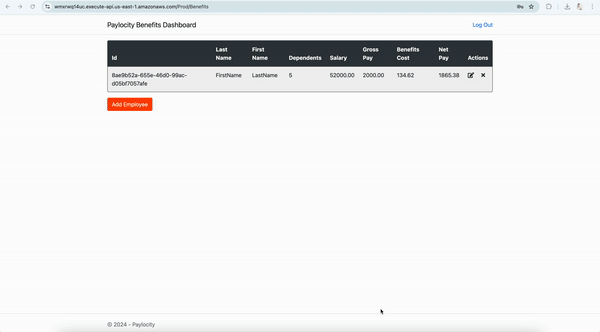 wmxrwq14uc.execute-api.us-east-1.amazonaws.com/Prod/Benefits
Paylocity Benefits Dashboard Log Out
Id Last Name First Name Dependents Salary Gross Pay Benefits Cost Net Pay Actions
8ae9b52a-655e-46d0-99ac-d05bf7057afe FirstName LastName 5 52000.00 2000.00 134.62 1865.38
Add Employee
© 2024 - Paylocity